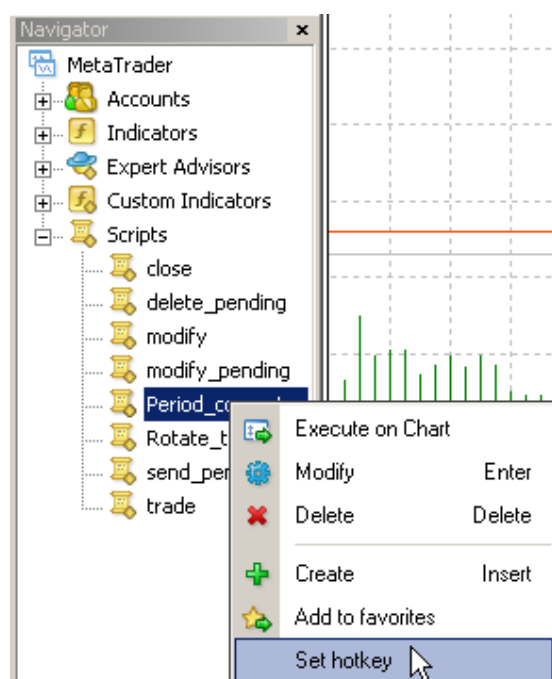 Navigator
MetaTrader
Accounts
Indicators
Expert Advisors
Custom Indicators
Scripts
close
delete_pending
modify
modify_pending
Execute on Chart
Modify Enter
Delete Delete
trade
Create Insert
Add to favorites
Set hotkey